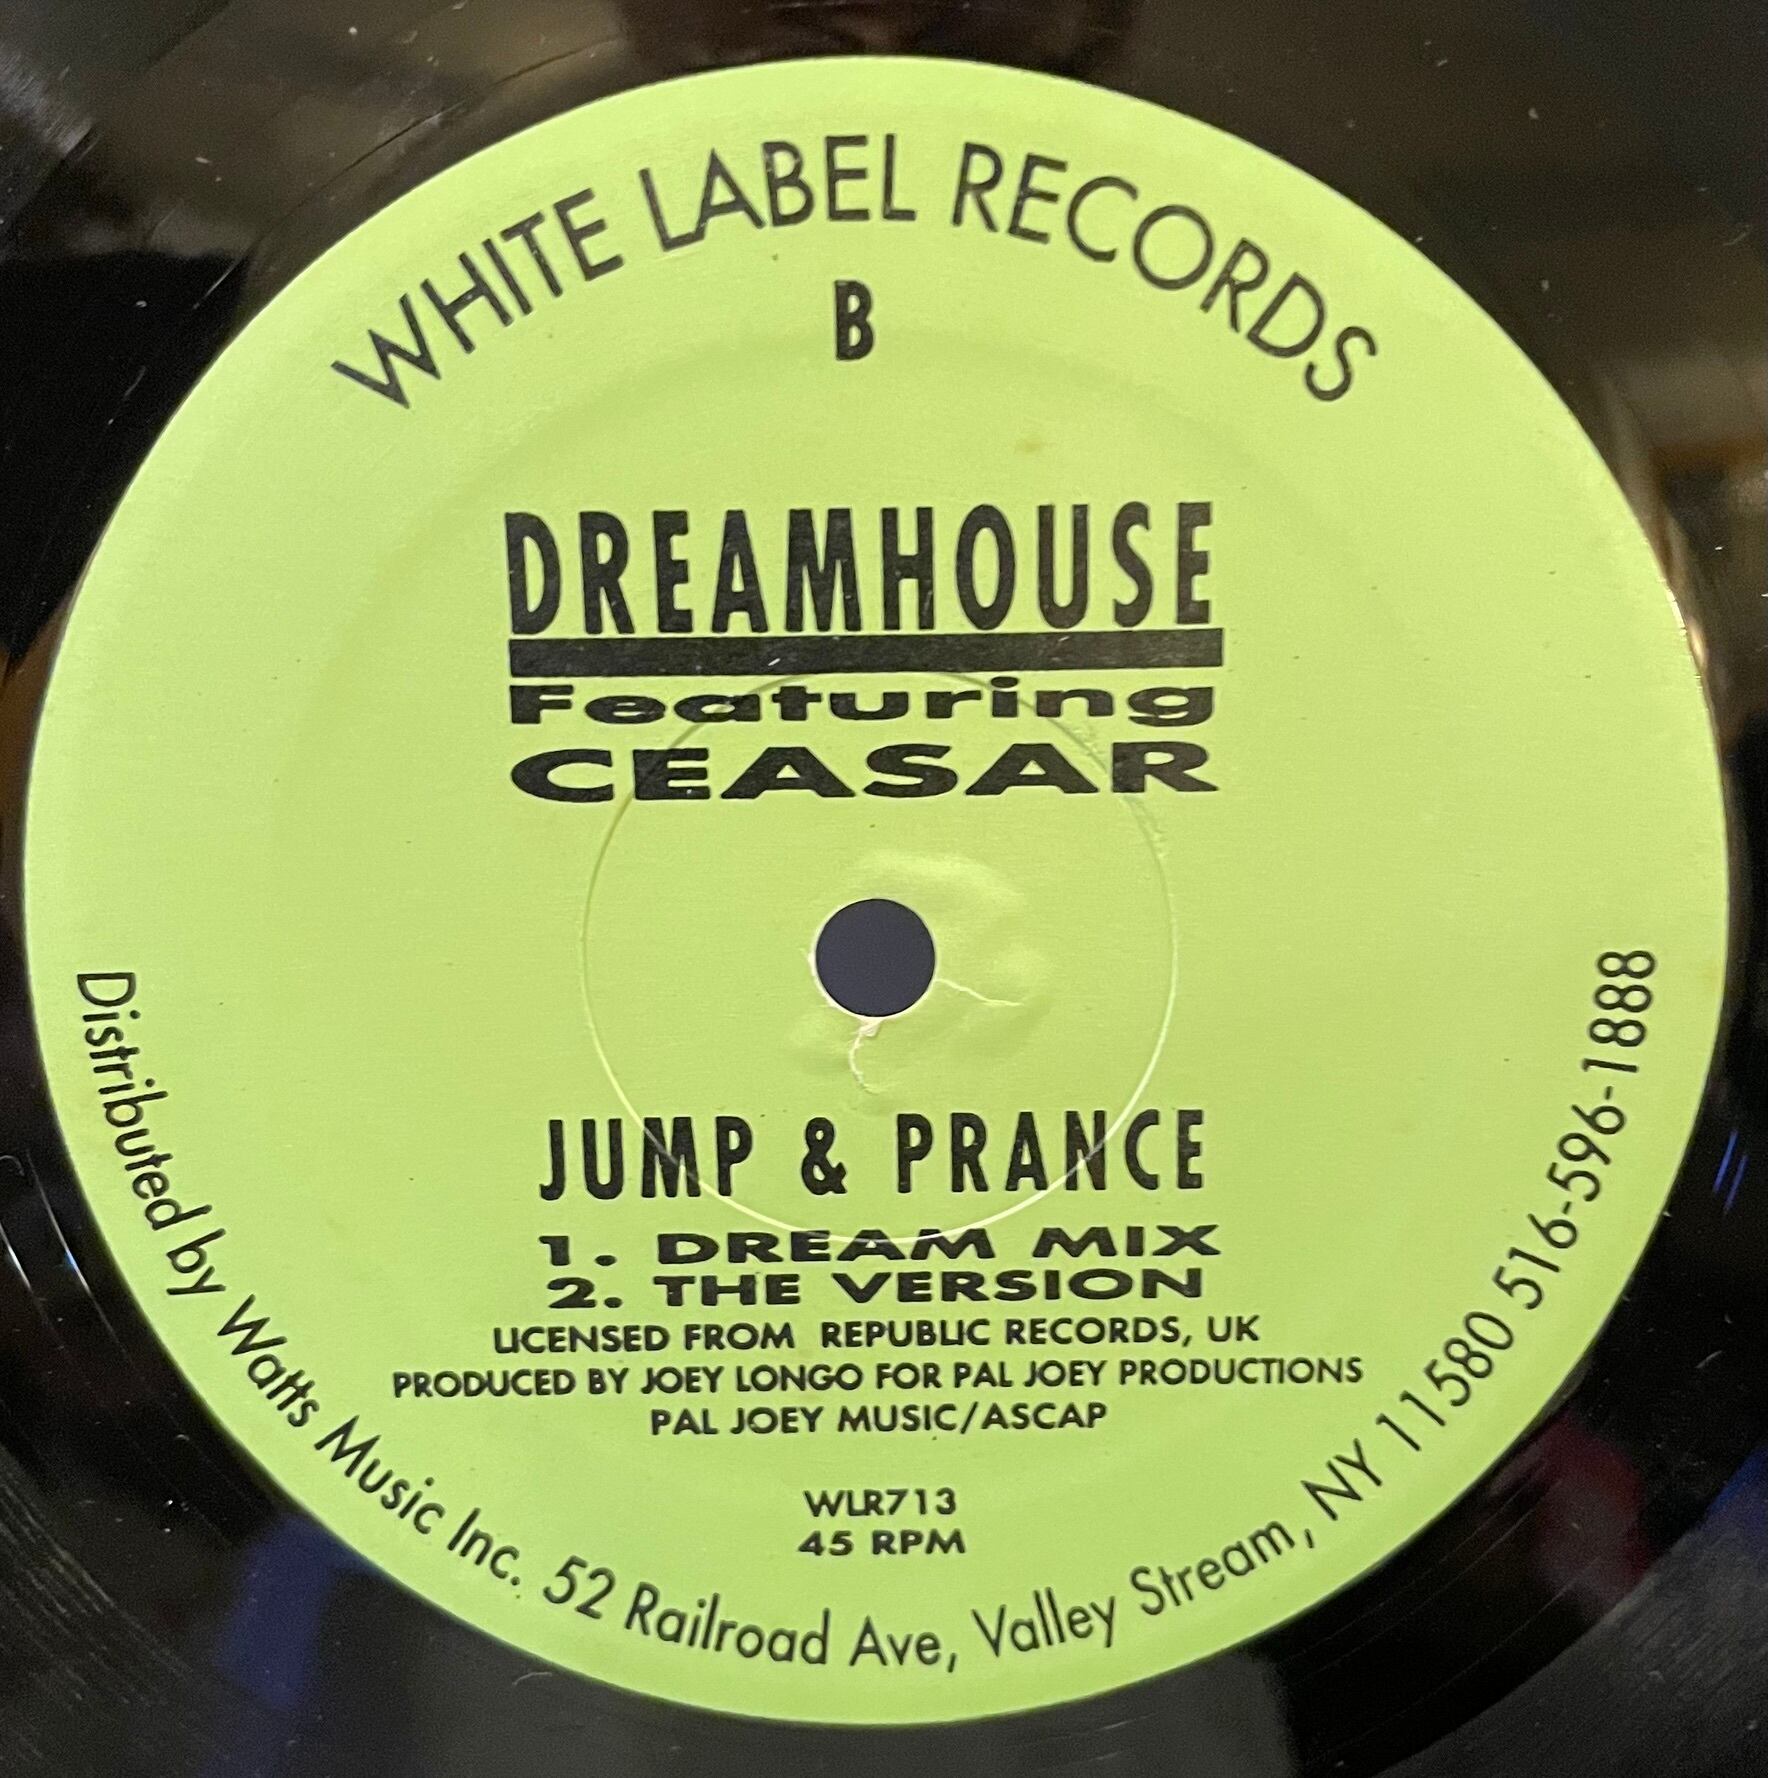 WHITE LABEL RECORDS
B
DREAMHOUSE
Featuring
CEASAR
JUMP & PRANCE
1. DREAM MIX
2. THE VERSION
LICENSED FROM REPUBLIC RECORDS, UK
PRODUCED BY JOEY LONGO FOR PAL JOEY PRODUCTIONS
PAL JOEY MUSIC/ASCAP
WLR713
45 RPM
Distributed by Watts Music Inc. 52 Railroad Ave, Valley Stream, NY 11580 516-596-1888